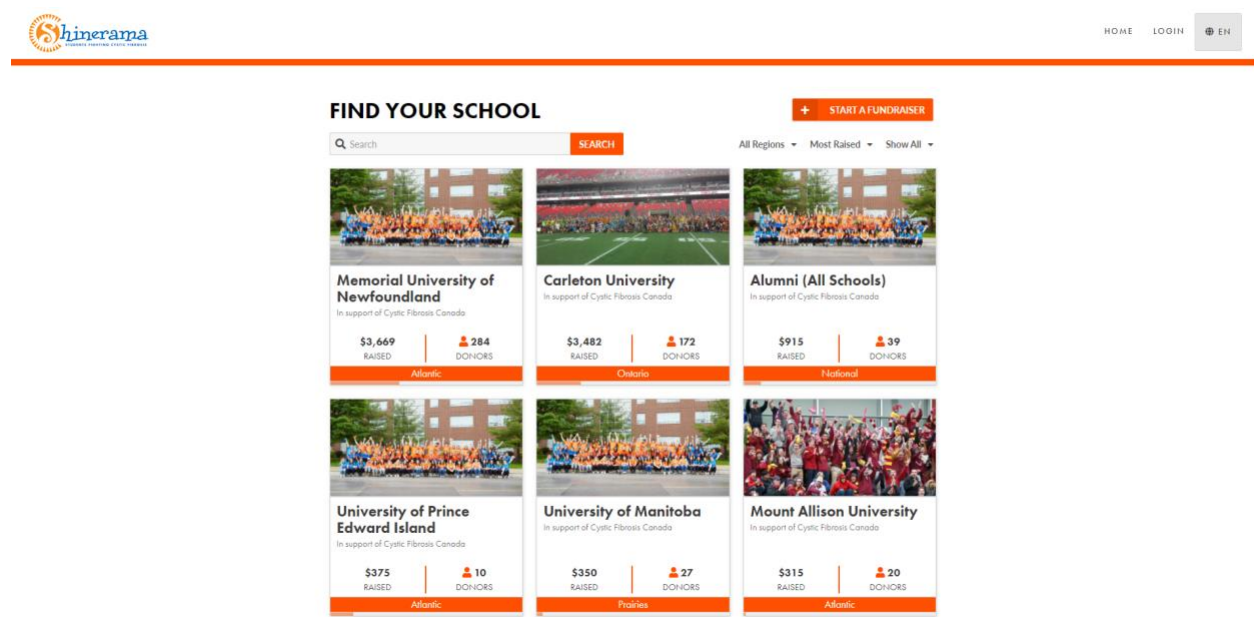 Shinerama
STUDENTS FIGHTING CYSTIC FIBROSIS
HOME LOGIN EN
FIND YOUR SCHOOL
+ START A FUNDRAISER
Search SEARCH All Regions Most Raised Show All
Memorial University of
Newfoundland
In support of Cystic Fibrosis Canada
$3,669 284
RAISED DONORS
Atlantic
Carleton University
In support of Cystic Fibrosis Canada
$3,482 172
RAISED DONORS
Ontario
Alumni (All Schools)
In support of Cystic Fibrosis Canada
$915 39
RAISED DONORS
National
University of Prince
Edward Island
In support of Cystic Fibrosis Canada
$375 10
RAISED DONORS
Atlantic
University of Manitoba
In support of Cystic Fibrosis Canada
$350 27
RAISED DONORS
Prairies
Mount Allison University
In support of Cystic Fibrosis Canada
$315 20
RAISED DONORS
Atlantic